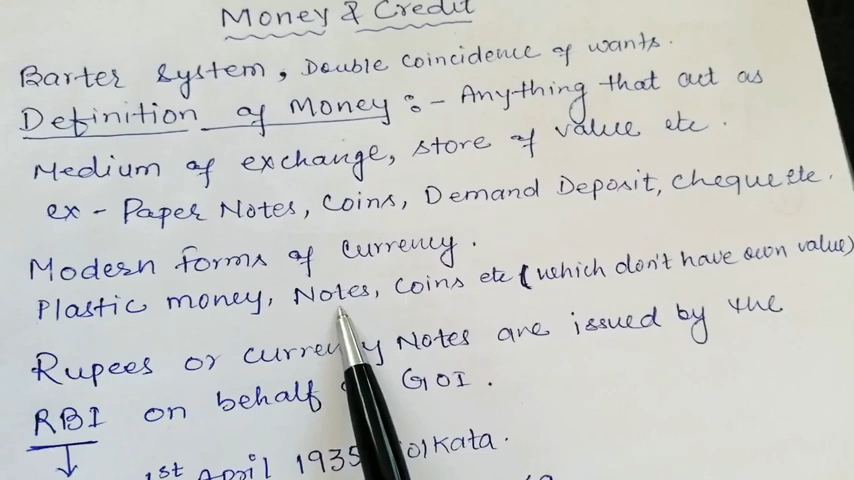 Money & Credit
Barter System, Double Coincidence of wants.
Definition of Money :- Anything that act as
Medium of exchange, store of value etc.
ex - Paper Notes, Coins, Demand Deposit, cheque etc.
Modern forms of currency.
Plastic money, Notes, Coins etc (which don't have own value)
Rupees or currency Notes are issued by the
RBI on behalf GOI.
1st April 1935 Kolkata.